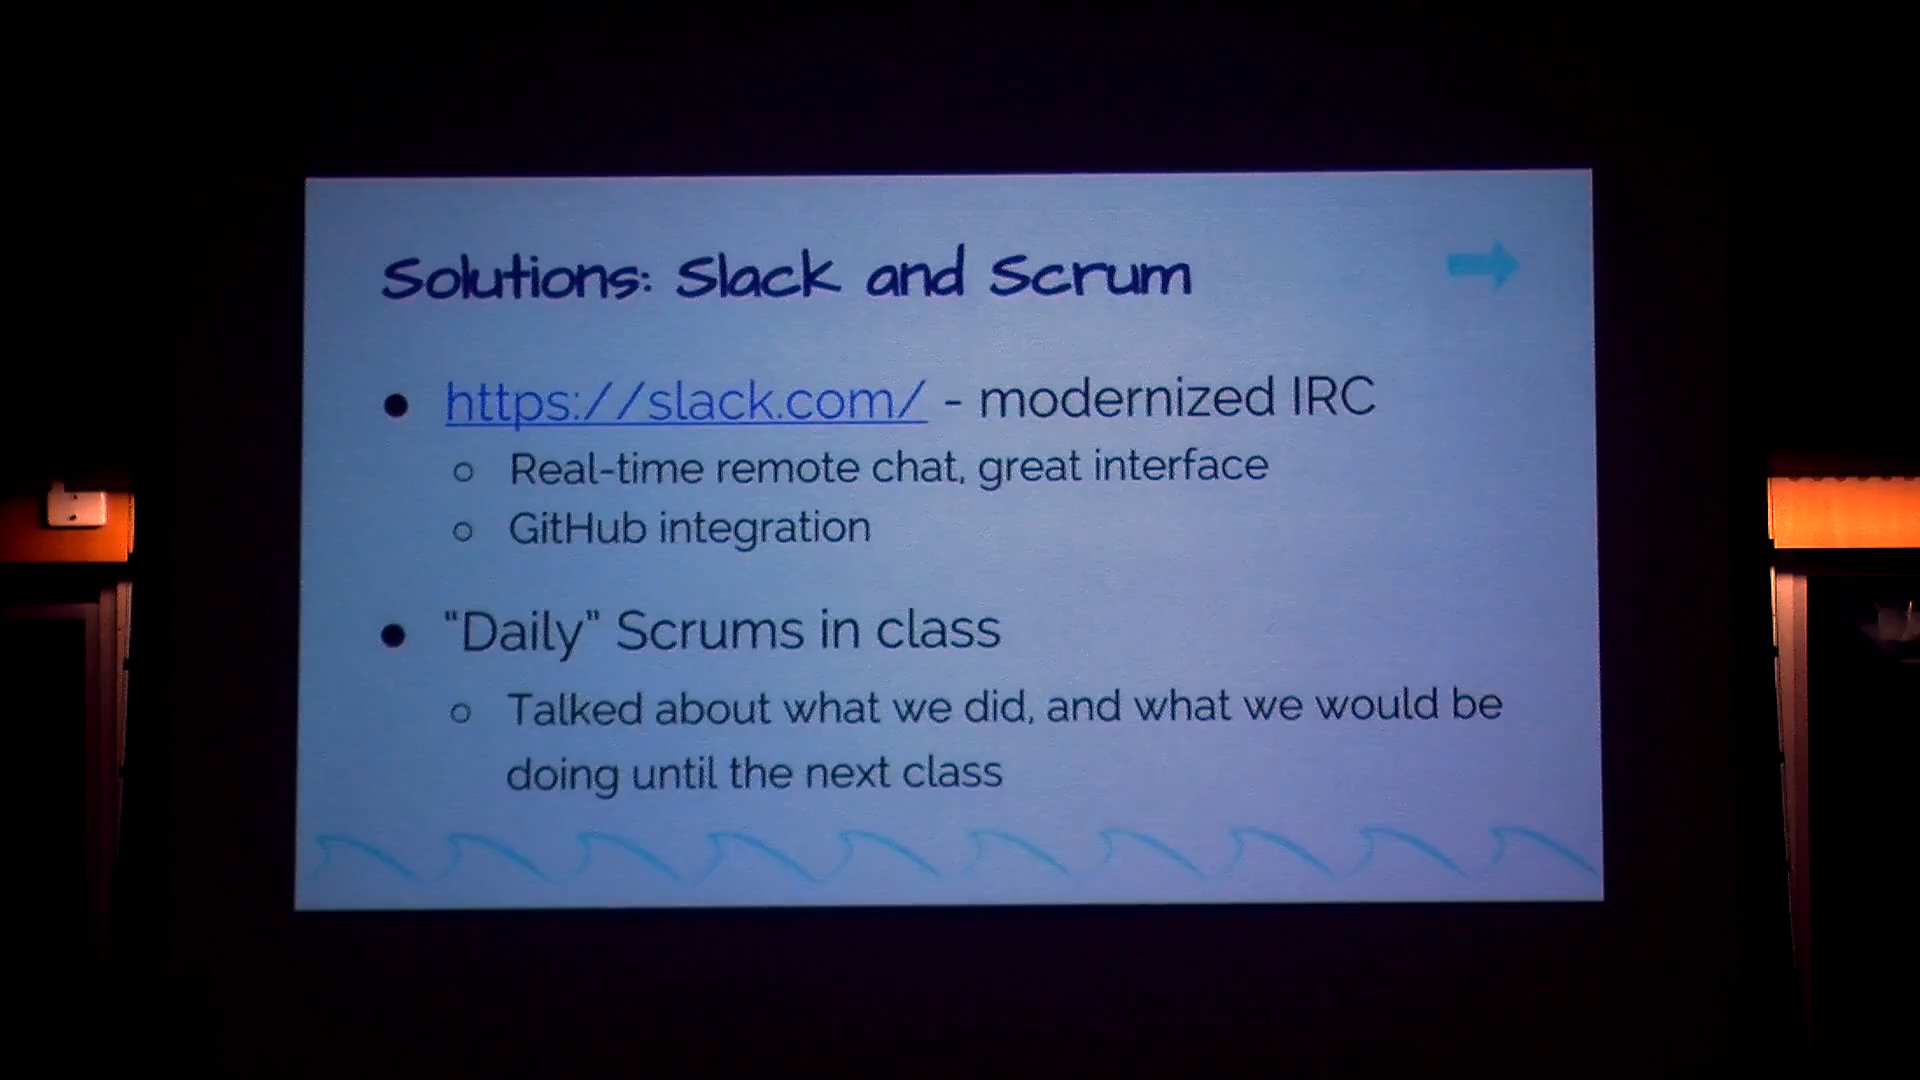 Solutions: Slack and Scrum
● https://slack.com/ - modernized IRC
○ Real-time remote chat, great interface
○ GitHub integration
● "Daily" Scrums in class
○ Talked about what we did, and what we would be
doing until the next class